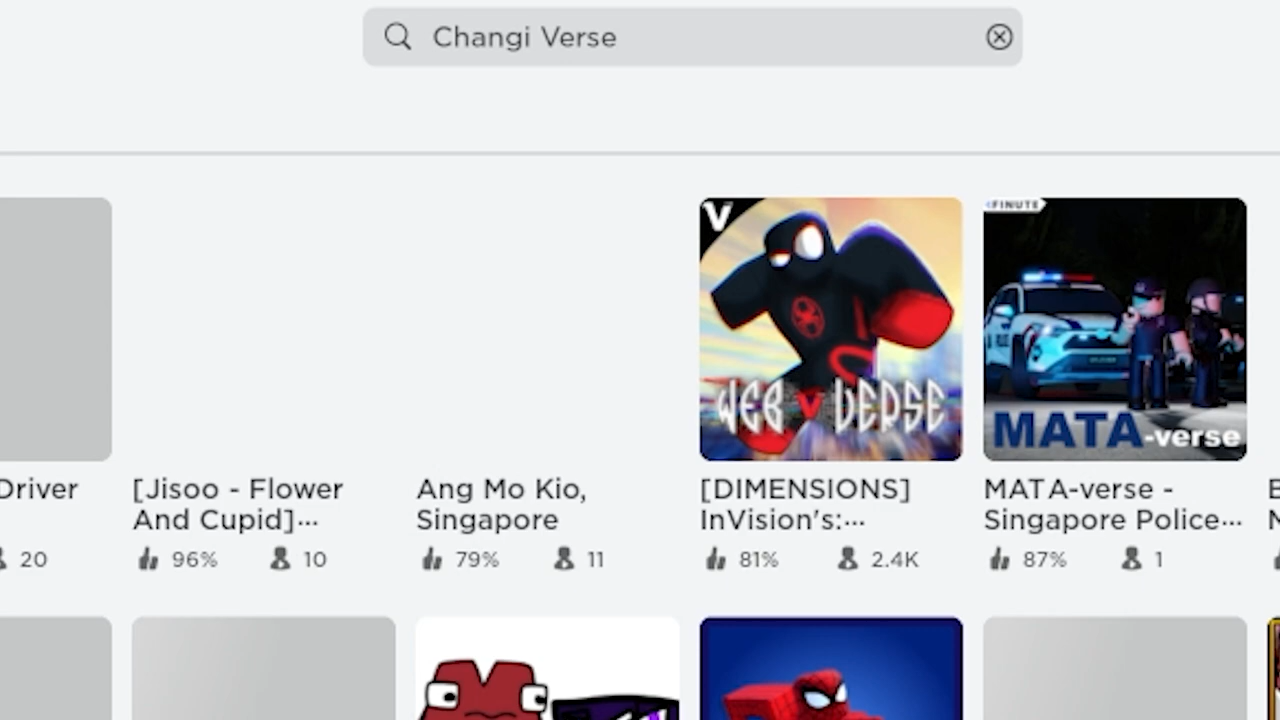 Changi Verse
V
WEB V VERSE
FINUTE
MATA-verse
Driver
20
[Jisoo - Flower
And Cupid]...
96% 10
Ang Mo Kio,
Singapore
79% 11
[DIMENSIONS]
InVision's:...
81% 2.4K
MATA-verse -
Singapore Police...
87% 1